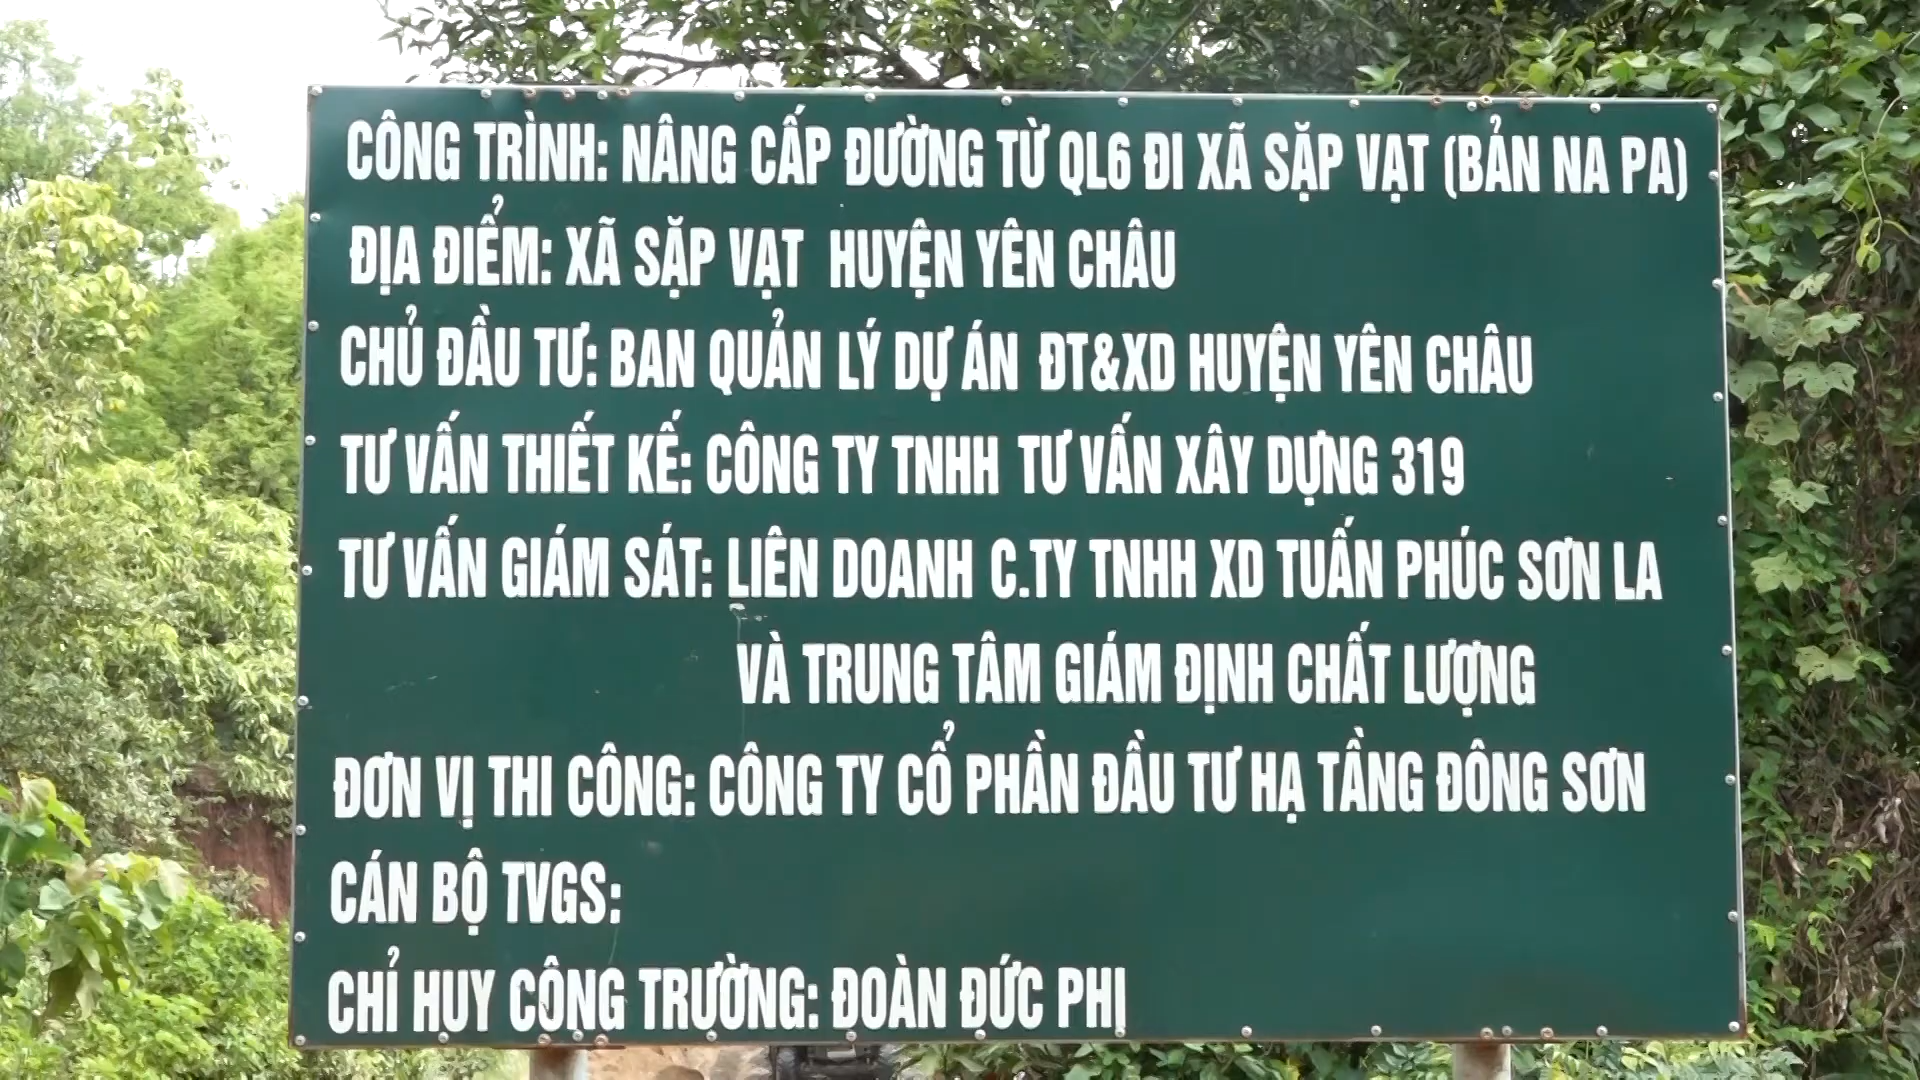 CÔNG TRÌNH: NÂNG CẤP ĐƯỜNG TỪ QL6 ĐI XÃ SẶP VẠT (BẢN NA PA)
ĐỊA ĐIỂM: XÃ SẶP VẠT HUYỆN YÊN CHÂU
CHỦ ĐẦU TƯ: BAN QUẢN LÝ DỰ ÁN ĐT&XD HUYỆN YÊN CHÂU
TƯ VẤN THIẾT KẾ: CÔNG TY TNHH TƯ VẤN XÂY DỰNG 319
TƯ VẤN GIÁM SÁT: LIÊN DOANH C.TY TNHH XD TUẤN PHÚC SƠN LA
VÀ TRUNG TÂM GIÁM ĐỊNH CHẤT LƯỢNG
ĐƠN VỊ THI CÔNG: CÔNG TY CỔ PHẦN ĐẦU TƯ HẠ TẦNG ĐÔNG SƠN
CÁN BỘ TVGS:
CHỈ HUY CÔNG TRƯỜNG: ĐOÀN ĐỨC PHỊ